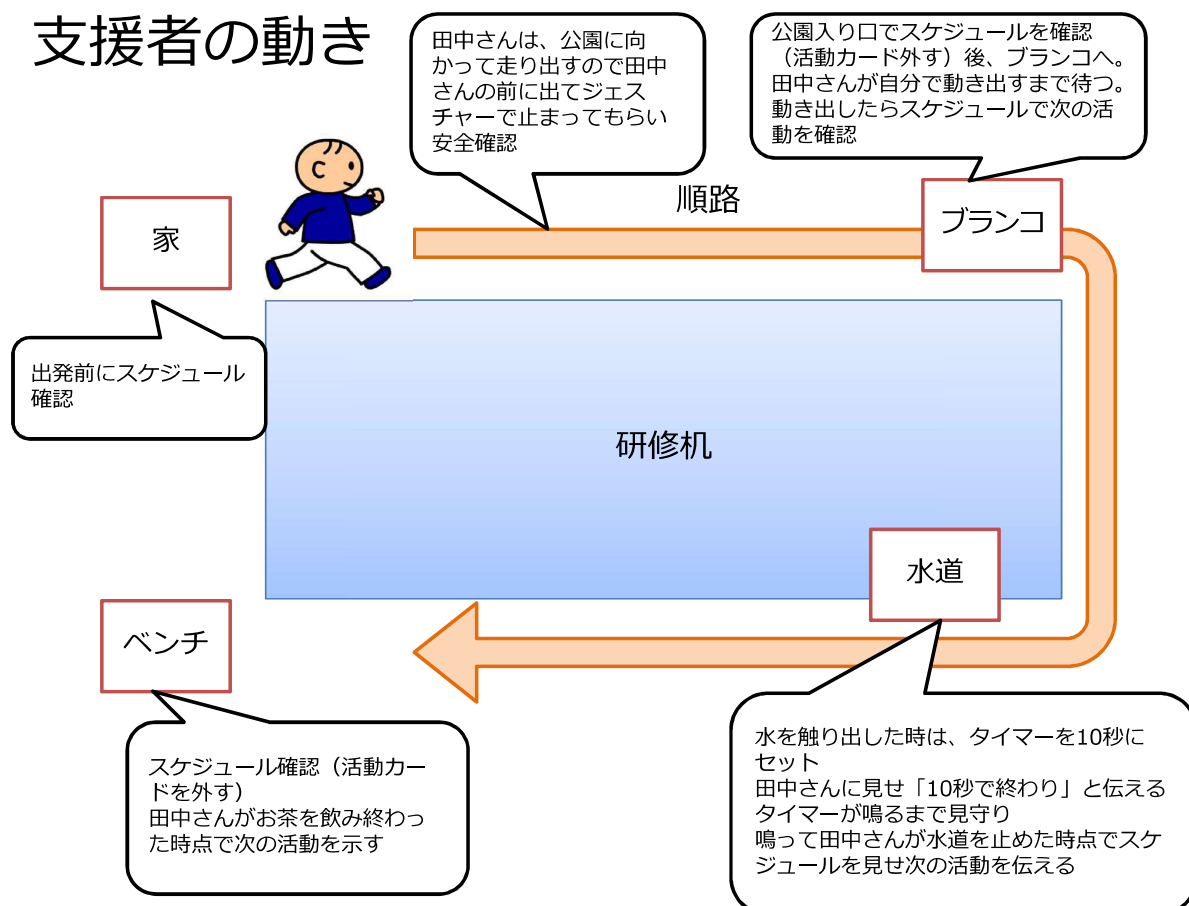 支援者の動き
田中さんは、公園に向
かって走り出すので田中
さんの前に出てジェス
チャーで止まってもらい
安全確認
公園入り口でスケジュールを確認
（活動カード外す）後、ブランコへ。
田中さんが自分で動き出すまで待つ。
動き出したらスケジュールで次の活
動を確認
家
順路
ブランコ
出発前にスケジュール
確認
研修机
水道
ベンチ
スケジュール確認（活動カー
ドを外す）
田中さんがお茶を飲み終わっ
た時点で次の活動を示す
水を触り出した時は、タイマーを10秒に
セット
田中さんに見せ「10秒で終わり」と伝える
タイマーが鳴るまで見守り
鳴って田中さんが水道を止めた時点でスケ
ジュールを見せ次の活動を伝える